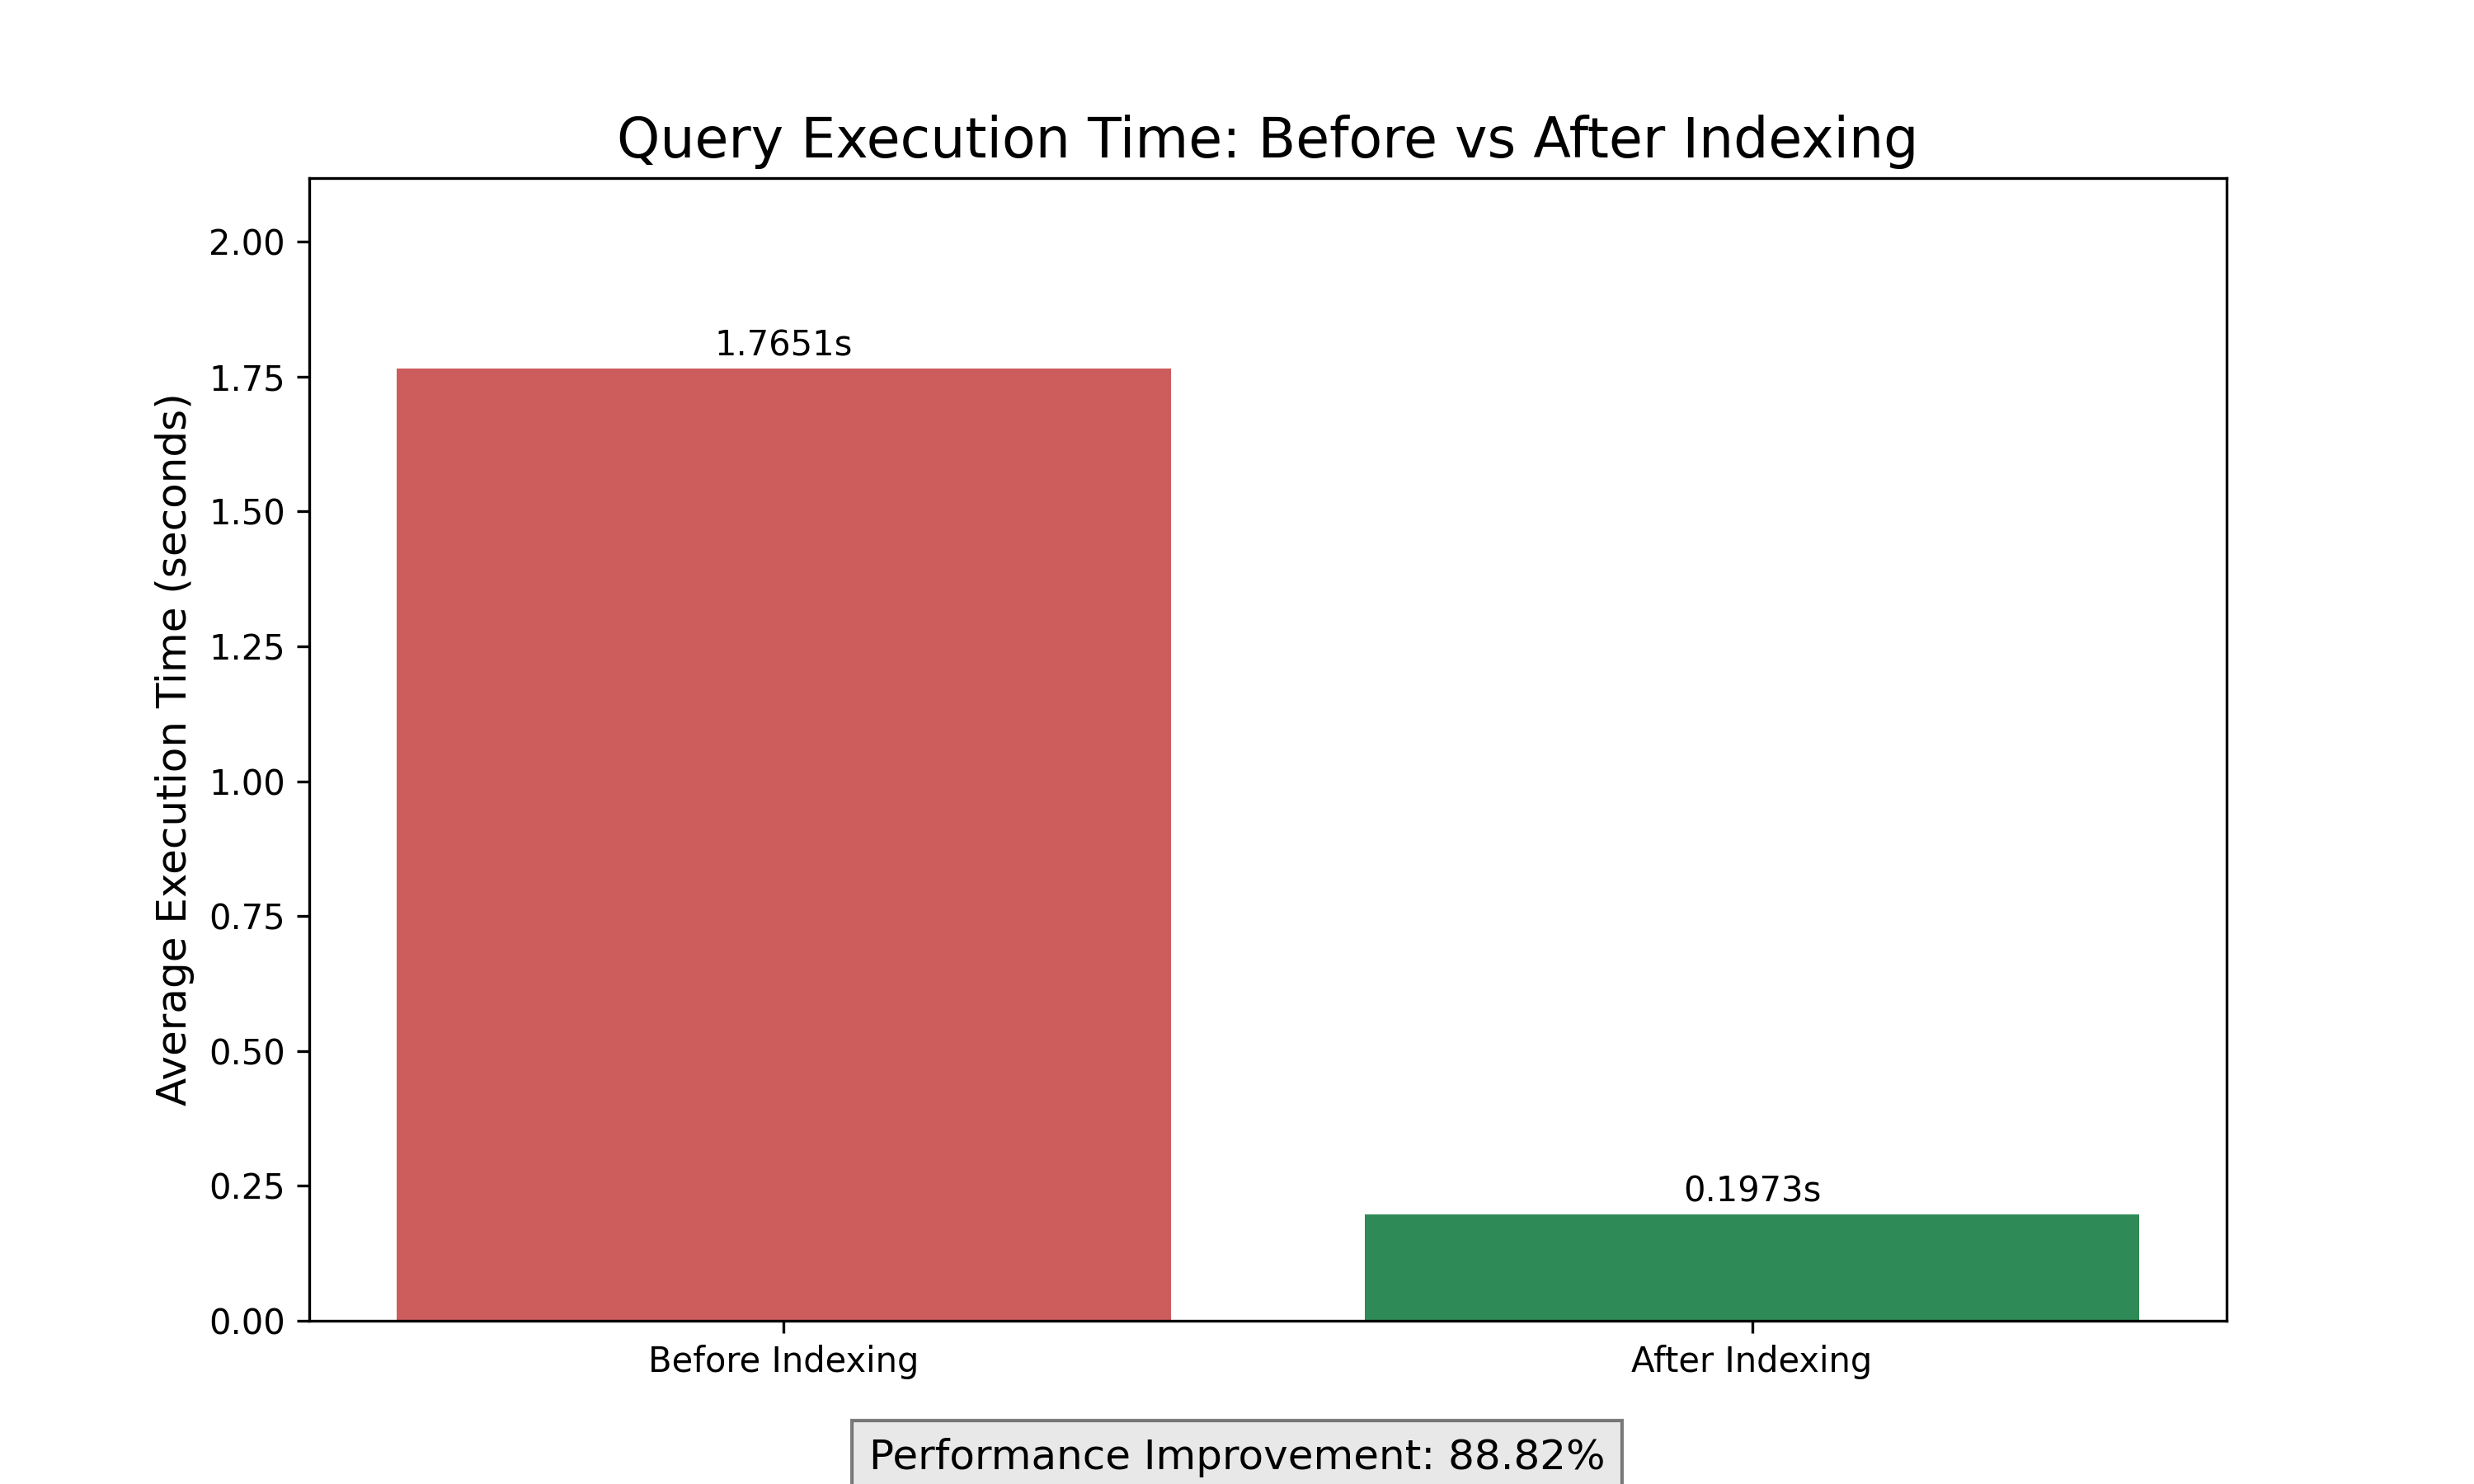 Query Execution Time: Before vs After Indexing
Average Execution Time (seconds)
2.00
1.75
1.50
1.25
1.00
0.75
0.50
0.25
0.00
1.7651s
0.1973s
Before Indexing
After Indexing
Performance Improvement: 88.82%